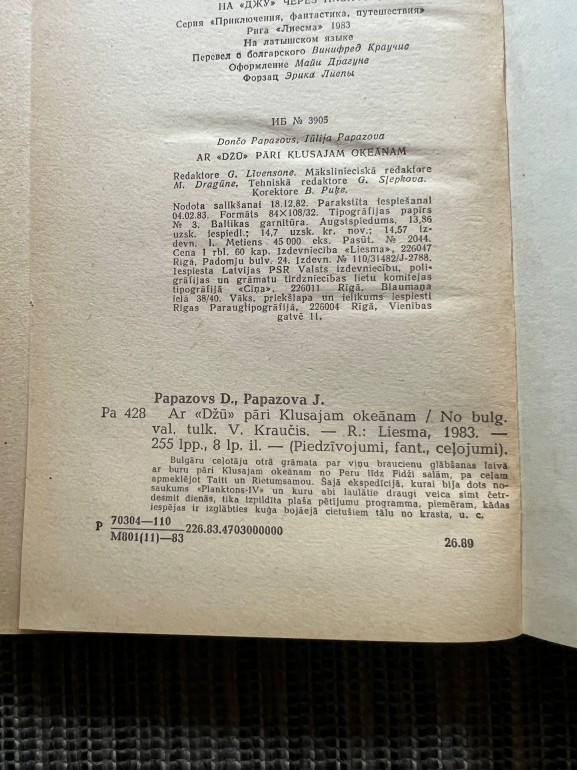 НА «ДЖУ» ЧЕРЕЗ
Серия «Приключения, фантастика, путешествия»
Рига «Лиесма» 1983
На латышском языке
Перевел с болгарского Винифред Краучис
Оформление Майи Драгуне
Форзац Эрика Лиепы
ИБ № 3905
Dončo Papazovs, Jūlija Papazova
AR «DŽŪ» PĀRI KLUSAJAM OKEĀNAM
Redaktore G. Līvensone. Mākslinieciskā redaktore
M. Dragūne. Tehniskā redaktore G. Sļepkova.
Korektore B. Puķe.
Nodota salikšanai 18.12.82. Parakstīta iespiešanai
04.02.83. Formāts 84×108/32. Tipogrāfijas papīrs
№ 3. Baltikas garnitūra. Augstspiedums. 13,86
uzsk. iespiedl.; 14,7 uzsk. kr. nov.; 14,57 iz-
devn. l. Metiens 45 000 eks. Pasūt. № 2044.
Cena 1 rbl. 60 kap. Izdevniecība «Liesma», 226047
Rīgā, Padomju bulv. 24. Izdevn. № 110/31482/J-2788.
Iespiesta Latvijas PSR Valsts izdevniecību, poli-
grāfijas un grāmatu tirdzniecības lietu komitejas
tipogrāfijā «Cīņa», 226011 Rīgā, Blaumaņa
ielā 38/40. Vāks, priekšlapa un ielikums iespiesti
Rīgas Paraugtipogrāfijā, 226004 Rīgā, Vienības
gatvē 11.
Papazovs D., Papazova J.
Pa 428 Ar «Džū» pāri Klusajam okeānam / No bulg.
val. tulk. V. Kraučis. — R.: Liesma, 1983. —
255 lpp., 8 lp. il. — (Piedzīvojumi, fant., ceļojumi).
Bulgāru ceļotāju otrā grāmata par viņu braucienu glābšanas laivā
ar buru pāri Klusajam okeānam no Peru līdz Fidži salām, pa ceļam
apmeklējot Taiti un Rietumsamou. Šajā ekspedīcijā, kurai bija dots no-
saukums «Planktons-IV» un kuru abi laulātie draugi veica simt četr-
desmit dienās, tika izpildīta plaša pētījumu programma, piemēram, kādas
iespējas ir izglābties kuģa bojāejā cietušiem tālu no krasta, u. c.
P 70304—110
M801(11)—83 226.83.4703000000
26.89